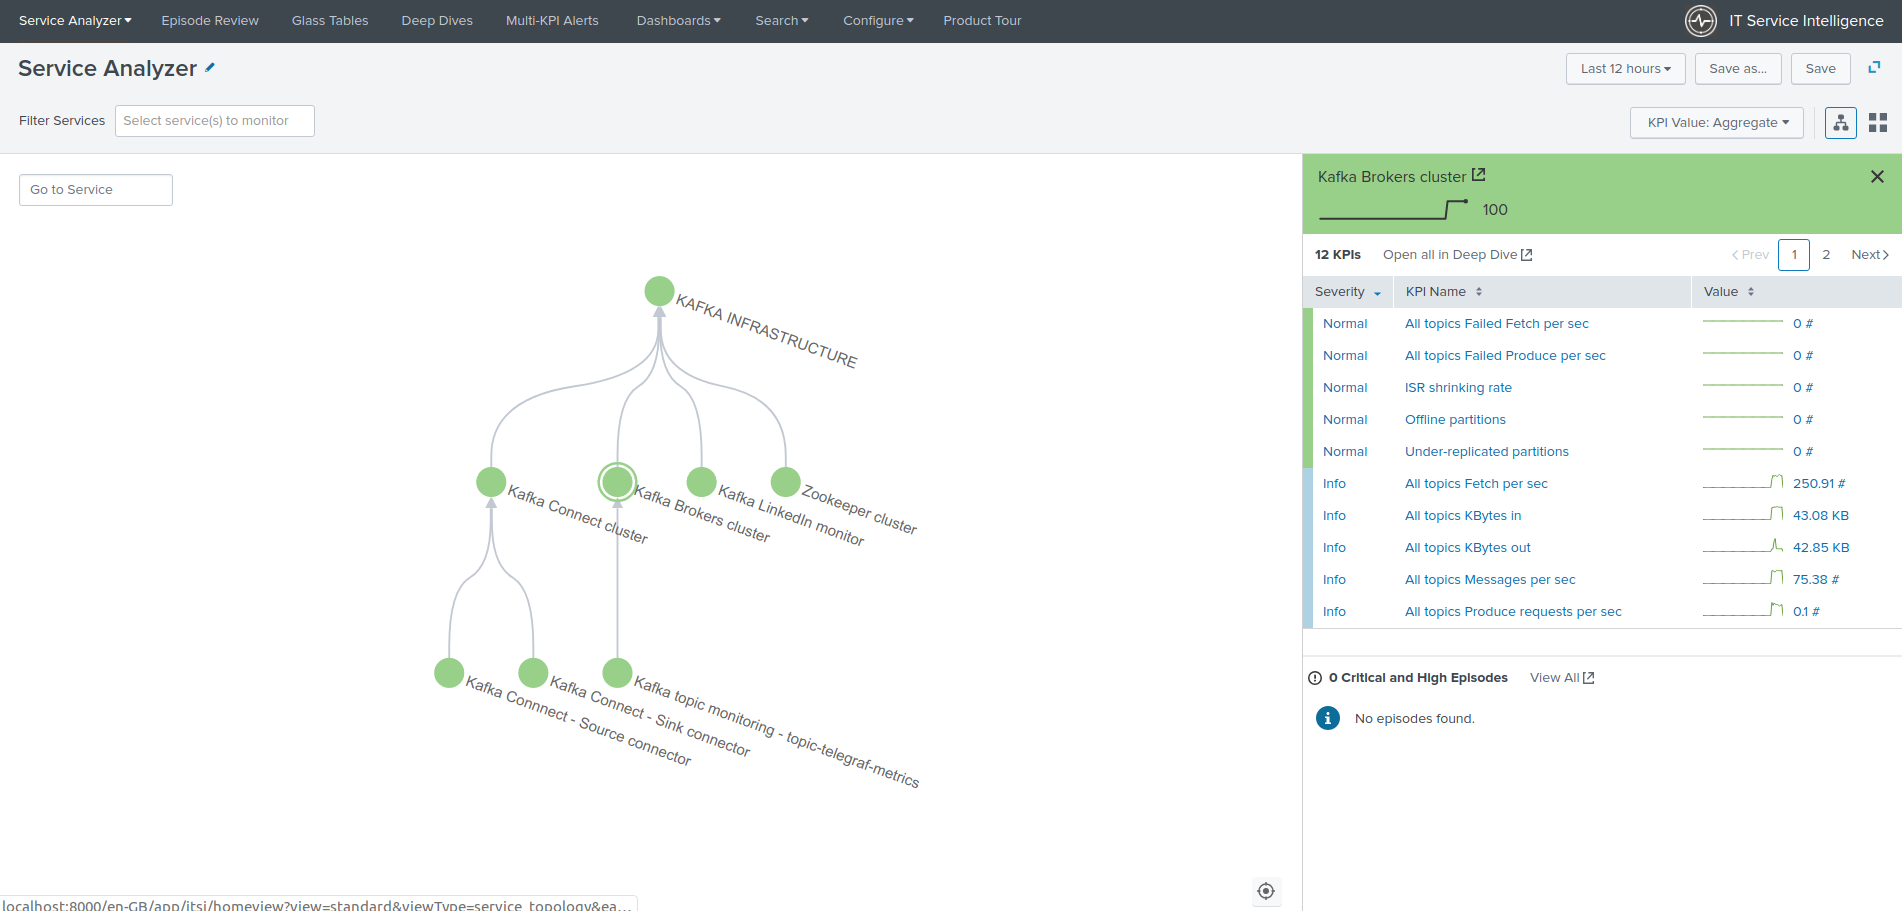 Service Analyzer Episode Review Glass Tables Deep Dives Multi-KPI Alerts Dashboards Search Configure Product Tour IT Service Intelligence
Service Analyzer Last 12 hours Save as... Save
Filter Services Select service(s) to monitor KPI Value: Aggregate
Go to Service
KAFKA INFRASTRUCTURE
Kafka Connect cluster
Kafka Brokers cluster
Kafka LinkedIn monitor
Zookeeper cluster
Kafka Connnect - Source connector
Kafka Connect - Sink connector
Kafka topic monitoring - topic-telegraf-metrics
Kafka Brokers cluster
100
12 KPIs Open all in Deep Dive Prev 1 2 Next
Severity KPI Name Value
Normal All topics Failed Fetch per sec 0 #
Normal All topics Failed Produce per sec 0 #
Normal ISR shrinking rate 0 #
Normal Offline partitions 0 #
Normal Under-replicated partitions 0 #
Info All topics Fetch per sec 250.91 #
Info All topics KBytes in 43.08 KB
Info All topics KBytes out 42.85 KB
Info All topics Messages per sec 75.38 #
Info All topics Produce requests per sec 0.1 #
0 Critical and High Episodes View All
No episodes found.
localhost:8000/en-GB/app/itsi/homeview?view=standard&viewType=service_topology&ea...